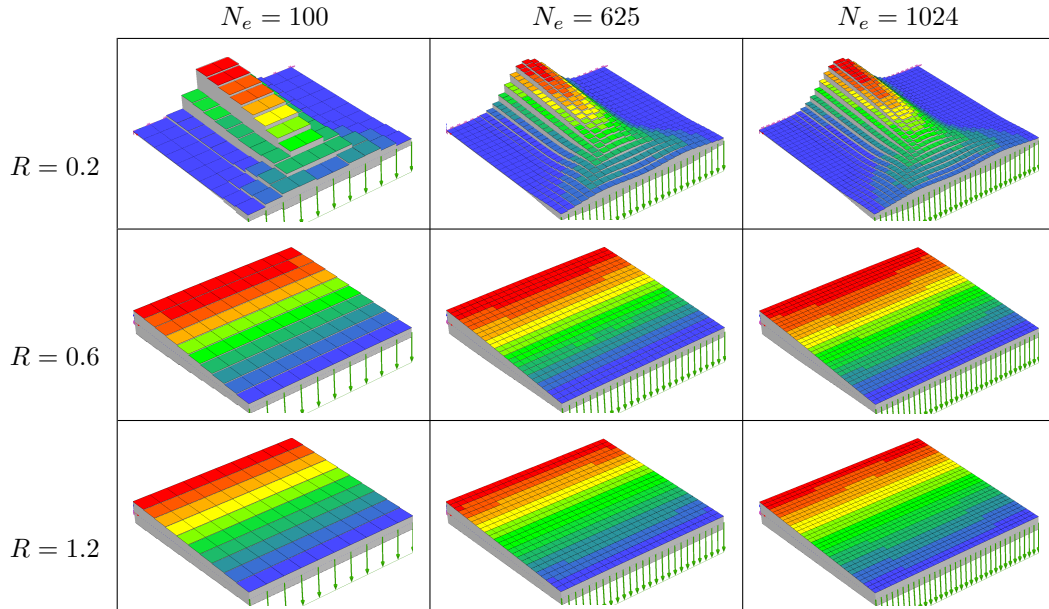 N_e = 100 N_e = 625 N_e = 1024
R = 0.2
R = 0.6
R = 1.2